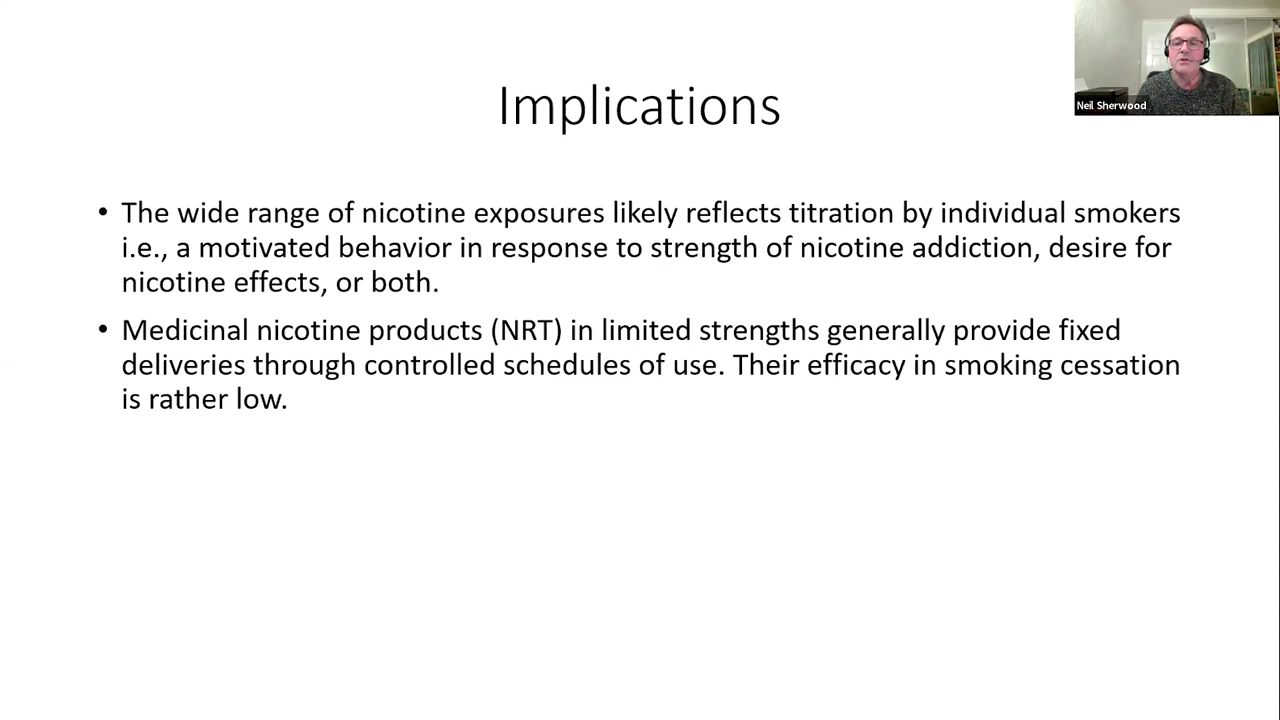 Implications
Neil Sherwood
• The wide range of nicotine exposures likely reflects titration by individual smokers
i.e., a motivated behavior in response to strength of nicotine addiction, desire for
nicotine effects, or both.
• Medicinal nicotine products (NRT) in limited strengths generally provide fixed
deliveries through controlled schedules of use. Their efficacy in smoking cessation
is rather low.